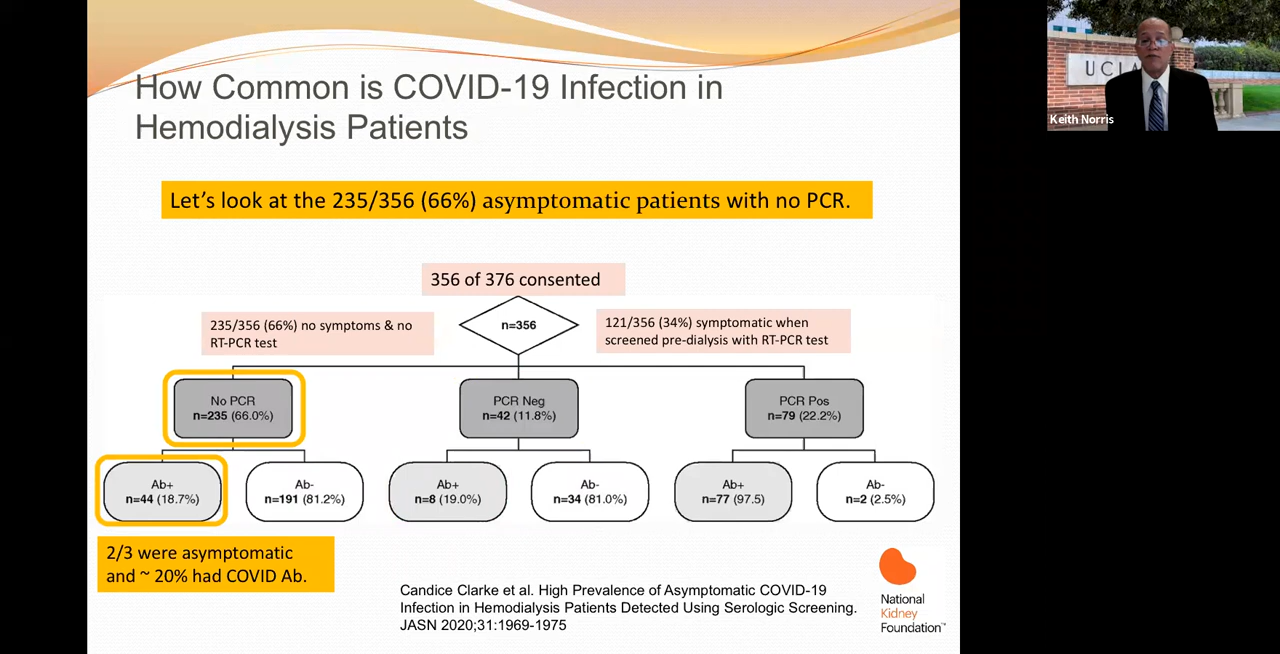 How Common is COVID-19 Infection in
Hemodialysis Patients
Let's look at the 235/356 (66%) asymptomatic patients with no PCR.
356 of 376 consented
235/356 (66%) no symptoms & no
RT-PCR test
n=356
121/356 (34%) symptomatic when
screened pre-dialysis with RT-PCR test
No PCR
n=235 (66.0%)
PCR Neg
n=42 (11.8%)
PCR Pos
n=79 (22.2%)
Ab+
n=44 (18.7%)
Ab-
n=191 (81.2%)
Ab+
n=8 (19.0%)
Ab-
n=34 (81.0%)
Ab+
n=77 (97.5)
Ab-
n=2 (2.5%)
2/3 were asymptomatic
and ~ 20% had COVID Ab.
Candice Clarke et al. High Prevalence of Asymptomatic COVID-19
Infection in Hemodialysis Patients Detected Using Serologic Screening.
JASN 2020;31:1969-1975
National
Kidney
Foundation™
UCLA
Keith Norris